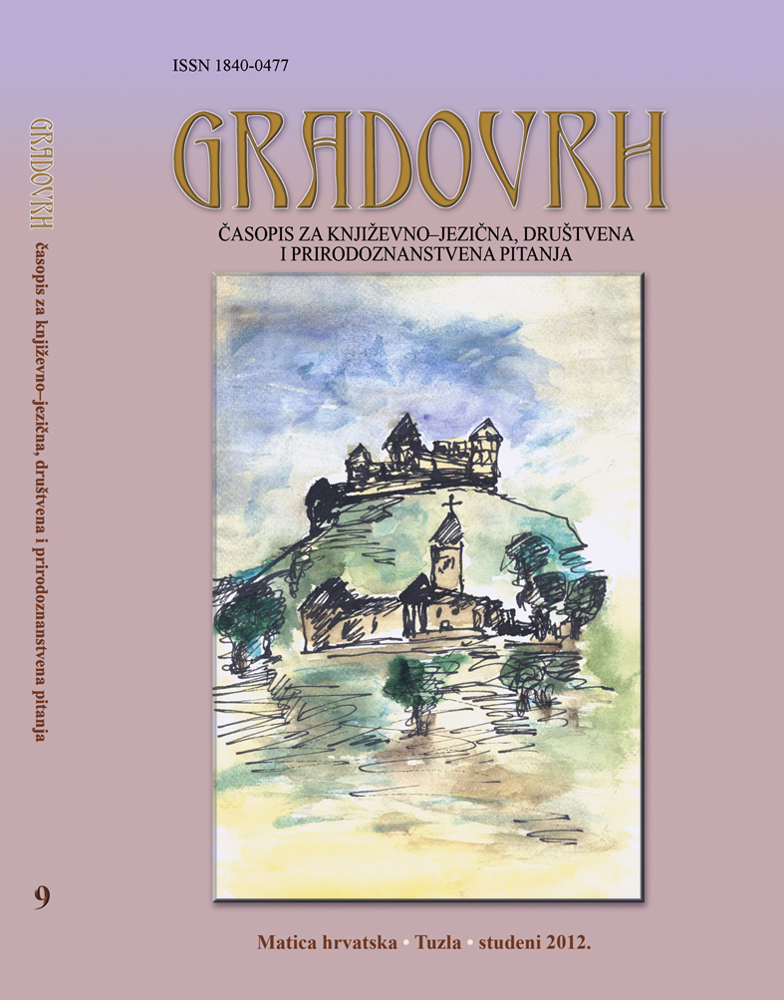 ISSN 1840-0477
GRADOVRH
ČASOPIS ZA KNJIŽEVNO–JEZIČNA, DRUŠTVENA
I PRIRODOZNANSTVENA PITANJA
Matica hrvatska • Tuzla • studeni 2012.
GRADOVRH časopis za književno–jezična, društvena i prirodoznanstvena pitanja
9